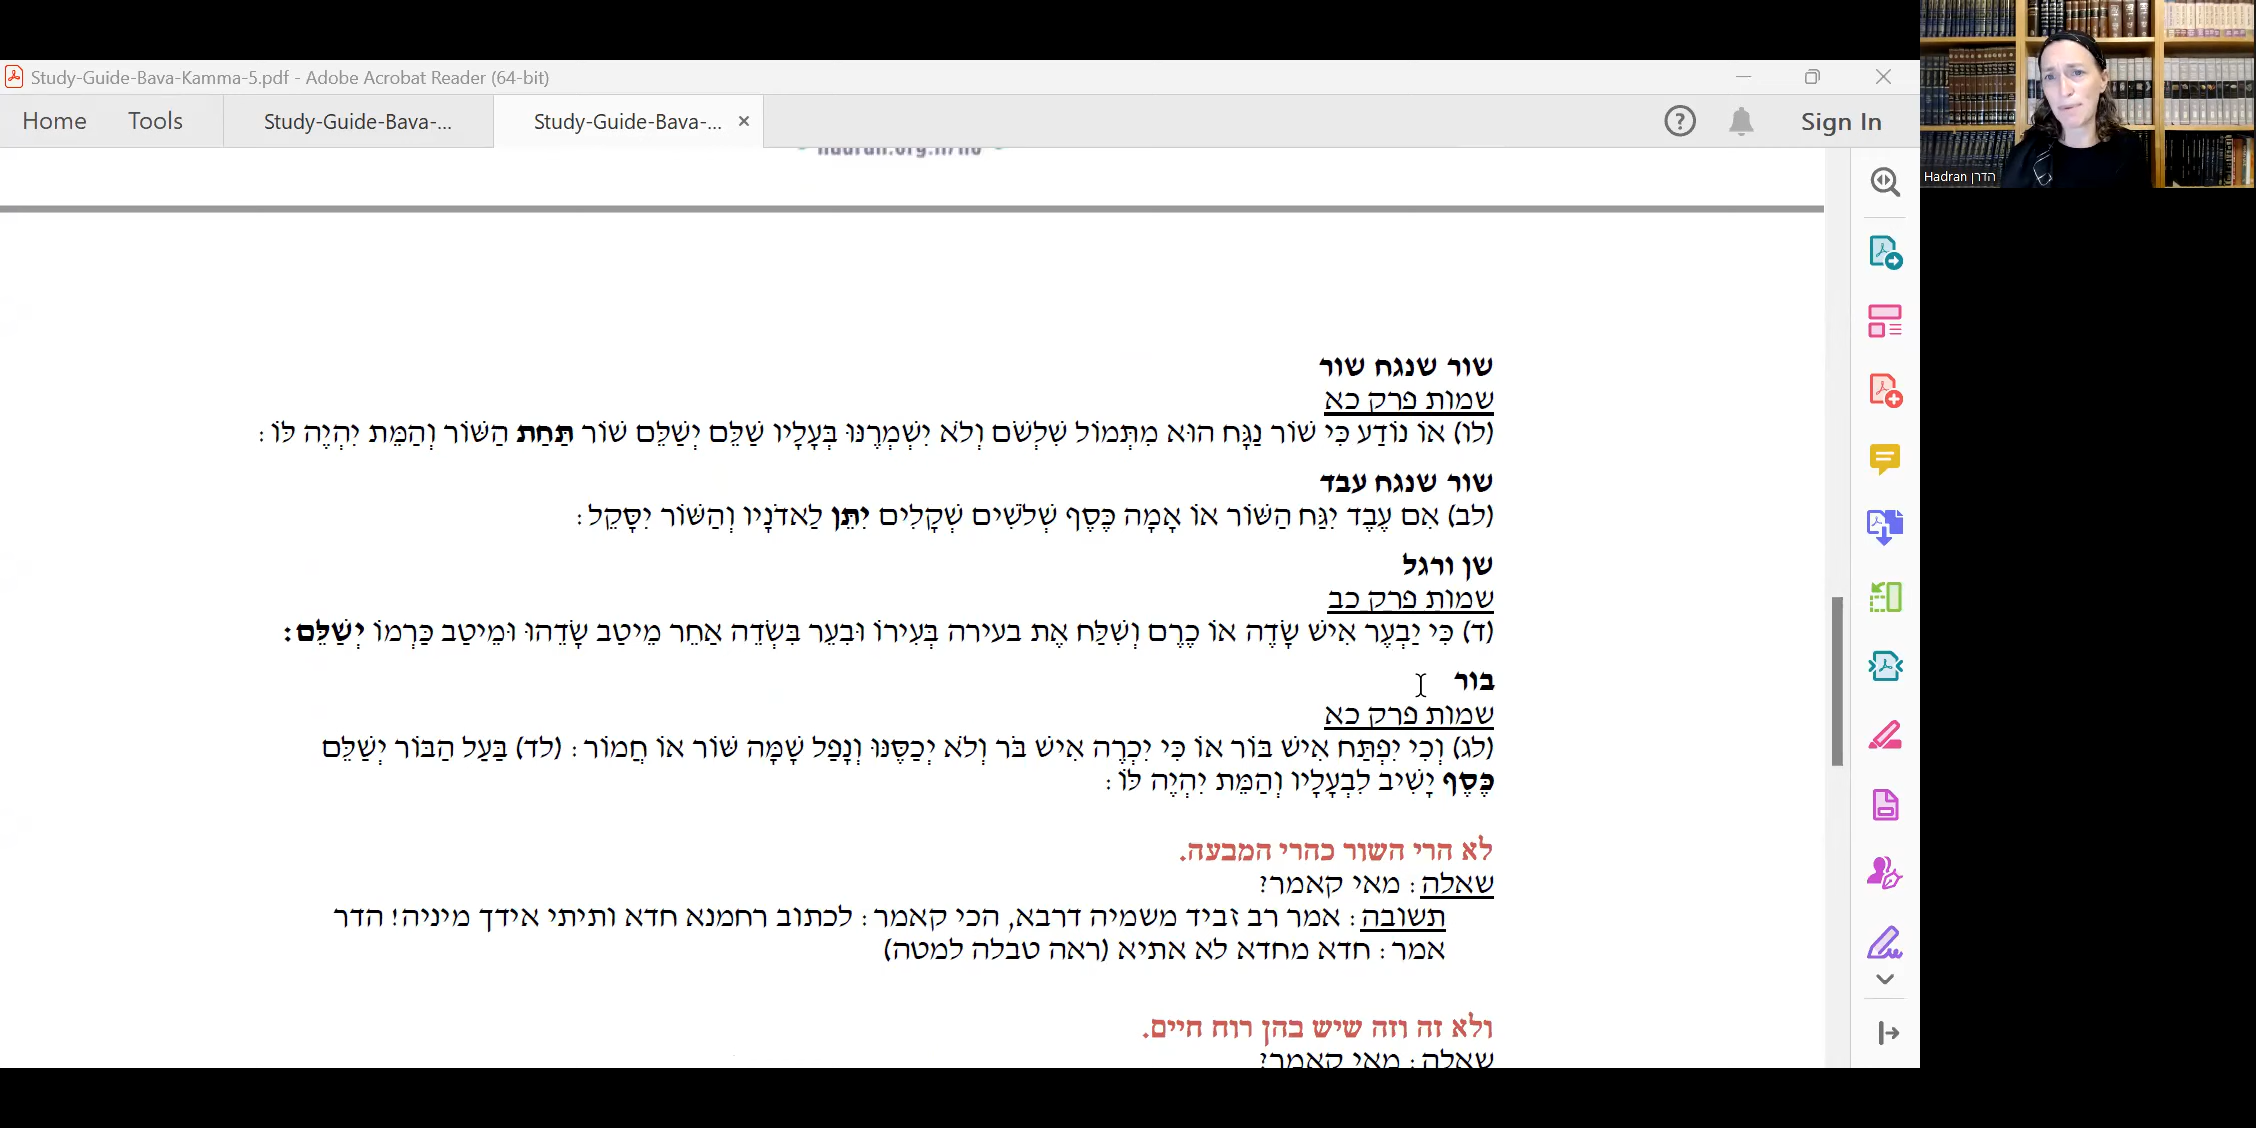 Study-Guide-Bava-Kamma-5.pdf - Adobe Acrobat Reader (64-bit)
Home Tools Study-Guide-Bava-... Study-Guide-Bava-... × ? Sign In
Hadran הדרן
שור שנגח שור
שמות פרק כא
(לו) אוֹ נוֹדַע כִּי שׁוֹר נַגָּח הוּא מִתְּמוֹל שִׁלְשֹׁם וְלֹא יִשְׁמְרֶנּוּ בְּעָלָיו שַׁלֵּם יְשַׁלֵּם שׁוֹר תַּחַת הַשּׁוֹר וְהַמֵּת יִהְיֶה לּוֹ:
שור שנגח עבד
(לב) אִם עֶבֶד יִגַּח הַשּׁוֹר אוֹ אָמָה כֶּסֶף שְׁלֹשִׁים שְׁקָלִים יִתֵּן לַאדֹנָיו וְהַשּׁוֹר יִסָּקֵל:
שן ורגל
שמות פרק כב
(ד) כִּי יַבְעֶר אִישׁ שָׂדֶה אוֹ כֶרֶם וְשִׁלַּח אֶת בעירה בְּעִירוֹ וּבִעֵר בִּשְׂדֵה אַחֵר מֵיטַב שָׂדֵהוּ וּמֵיטַב כַּרְמוֹ יְשַׁלֵּם:
בור
שמות פרק כא
(לג) וְכִי יִפְתַּח אִישׁ בּוֹר אוֹ כִּי יִכְרֶה אִישׁ בֹּר וְלֹא יְכַסֶּנּוּ וְנָפַל שָׁמָּה שּׁוֹר אוֹ חֲמוֹר: (לד) בַּעַל הַבּוֹר יְשַׁלֵּם
כֶּסֶף יָשִׁיב לִבְעָלָיו וְהַמֵּת יִהְיֶה לּוֹ:
לא הרי השור כהרי המבעה.
שאלה: מאי קאמר?
תשובה: אמר רב זביד משמיה דרבא, הכי קאמר: לכתוב רחמנא חדא ותיתי אידך מיניה! הדר
אמר: חדא מחדא לא אתיא (ראה טבלה למטה)
ולא זה וזה שיש בהן רוח חיים.
שאלה: מאי קאמר?